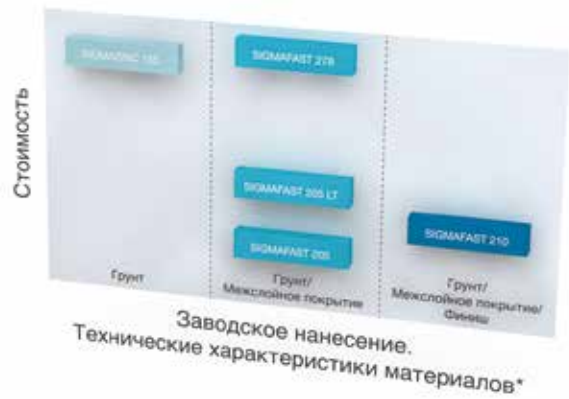 Стоимость
SIGMAFAST 278
SIGMAFAST 205 LT
SIGMAFAST 205
SIGMAFAST 210
Грунт
Грунт/
Межслойное покрытие
Грунт/
Межслойное покрытие/
Финиш
Заводское нанесение.
Технические характеристики материалов*